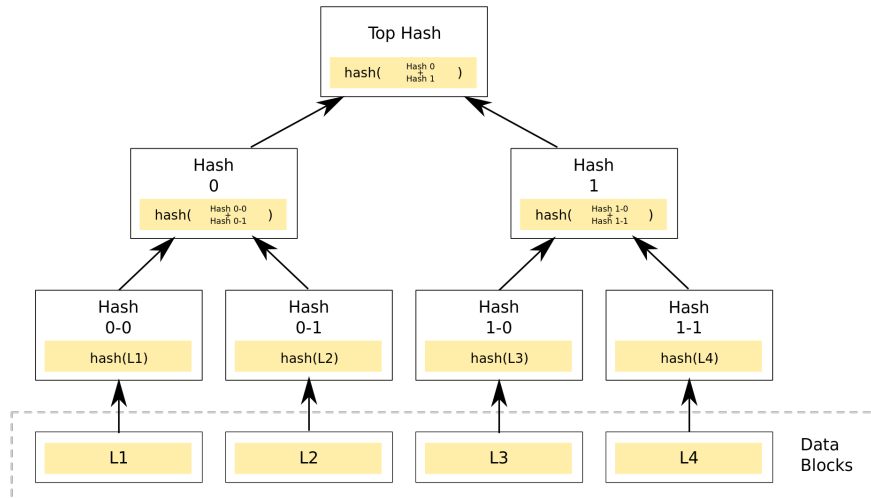 Top Hash
hash( Hash 0 + Hash 1 )
Hash
0
hash( Hash 0-0 + Hash 0-1 )
Hash
1
hash( Hash 1-0 + Hash 1-1 )
Hash
0-0
hash(L1)
Hash
0-1
hash(L2)
Hash
1-0
hash(L3)
Hash
1-1
hash(L4)
L1
L2
L3
L4
Data
Blocks